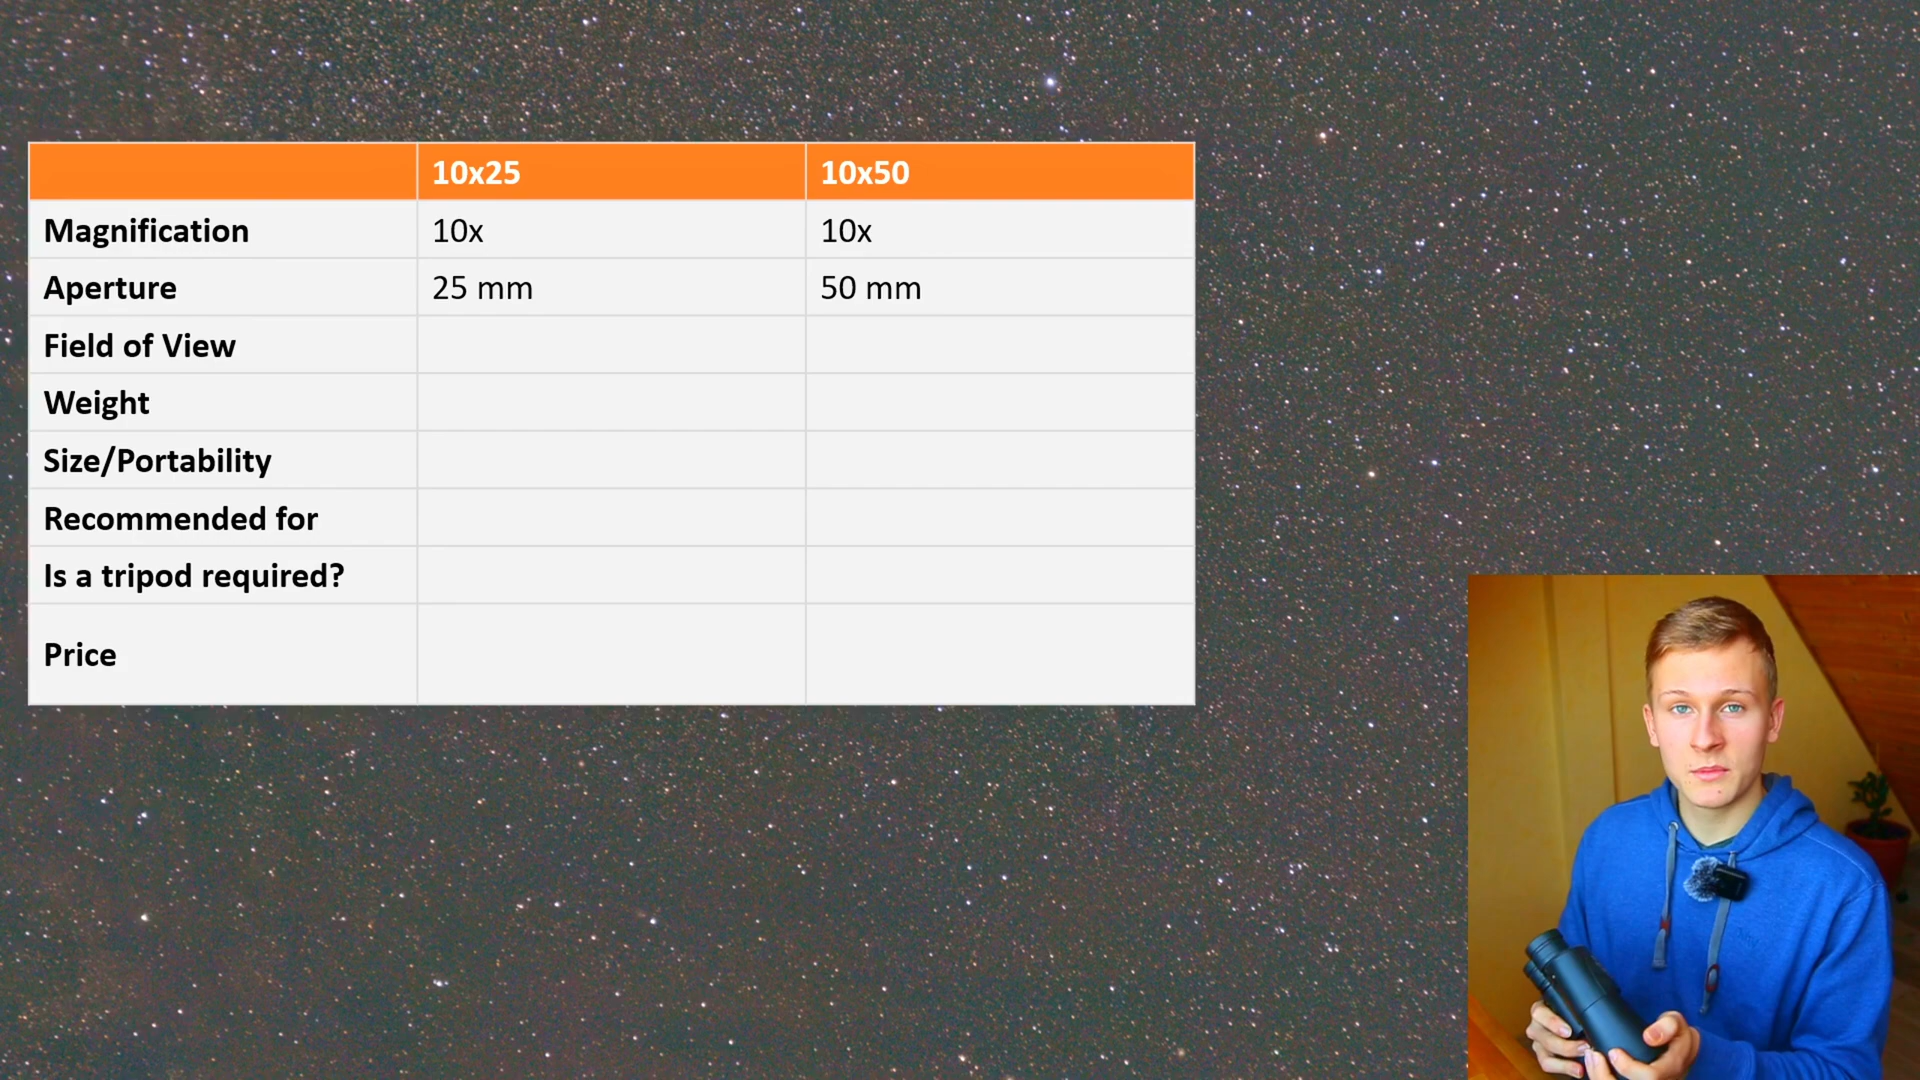 10x25 10x50
Magnification 10x 10x
Aperture 25 mm 50 mm
Field of View
Weight
Size/Portability
Recommended for
Is a tripod required?
Price